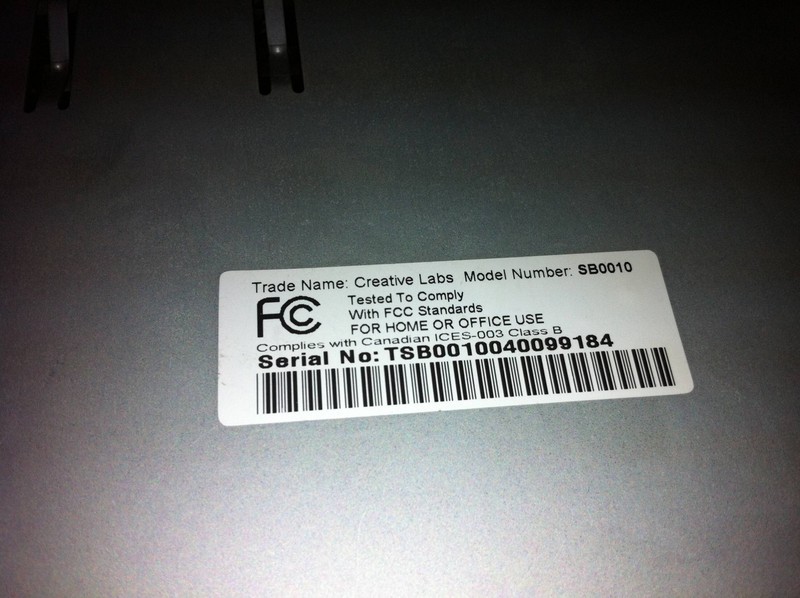 Trade Name: Creative Labs Model Number: SB0010
FCC Tested To Comply
With FCC Standards
FOR HOME OR OFFICE USE
Complies with Canadian ICES-003 Class B
Serial No: TSB0010040099184